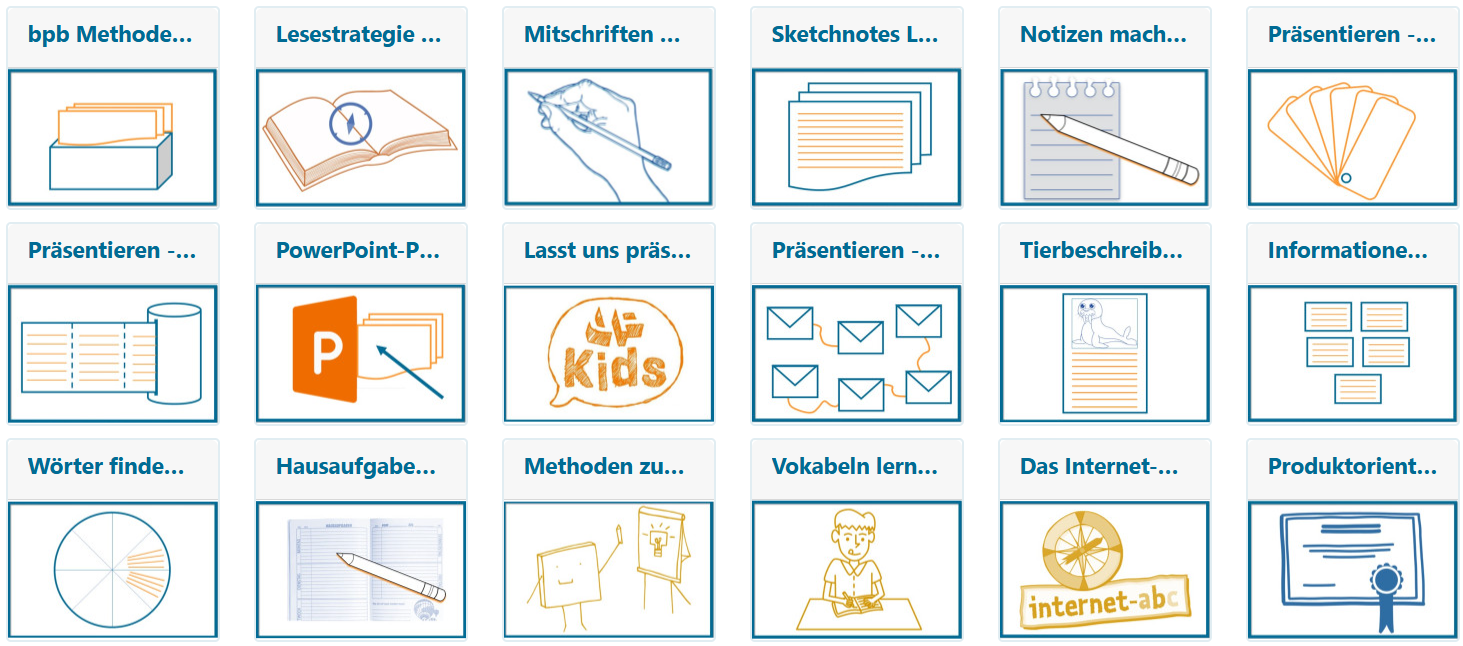 bpb Methode...
Lesestrategie ...
Mitschriften ...
Sketchnotes L...
Notizen mach...
Präsentieren -...
Präsentieren -...
PowerPoint-P...
Lasst uns präs...
Präsentieren -...
Tierbeschreib...
Informatione...
P
Kids
Wörter finde...
Hausaufgabe...
Methoden zu...
Vokabeln lern...
Das Internet-...
Produktorient...
HAUSAUFGABEN
internet-abc